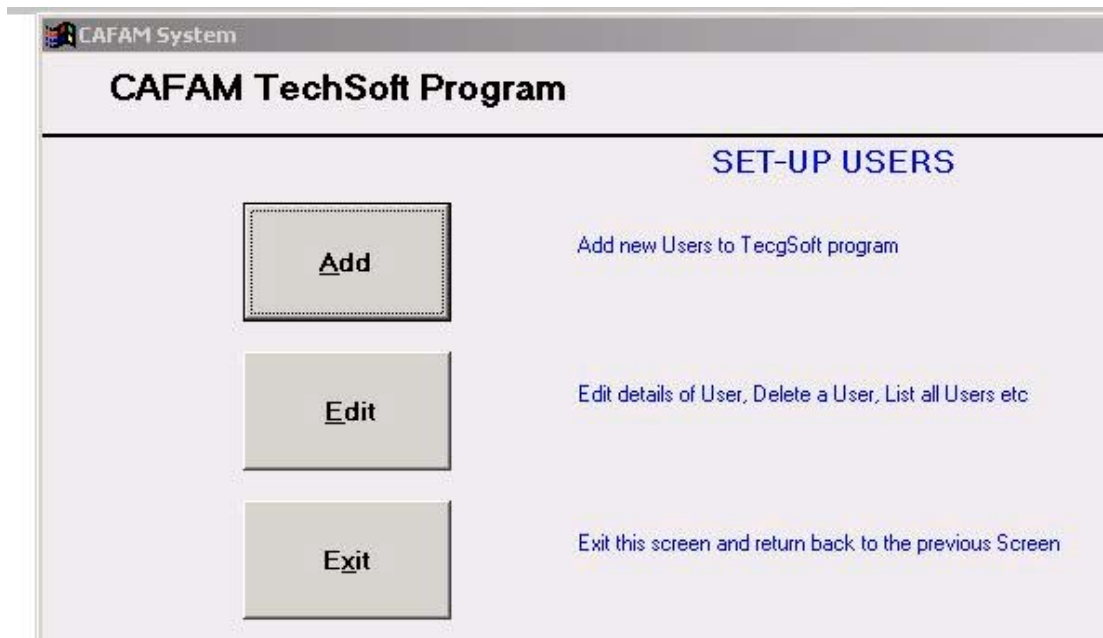 CAFAM System
CAFAM TechSoft Program
SET-UP USERS
Add
Add new Users to TecgSoft program
Edit
Edit details of User, Delete a User, List all Users etc
Exit
Exit this screen and return back to the previous Screen